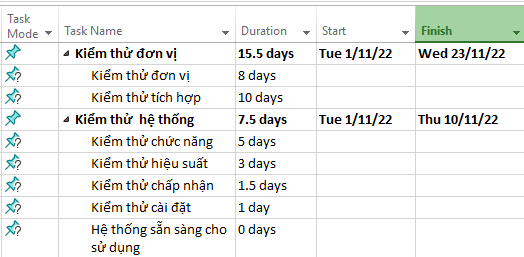 Task Mode Task Name Duration Start Finish
Kiểm thử đơn vị 15.5 days Tue 1/11/22 Wed 23/11/22
Kiểm thử đơn vị 8 days
Kiểm thử tích hợp 10 days
Kiểm thử hệ thống 7.5 days Tue 1/11/22 Thu 10/11/22
Kiểm thử chức năng 5 days
Kiểm thử hiệu suất 3 days
Kiểm thử chấp nhận 1.5 days
Kiểm thử cài đặt 1 day
Hệ thống sẵn sàng cho 0 days
sử dụng